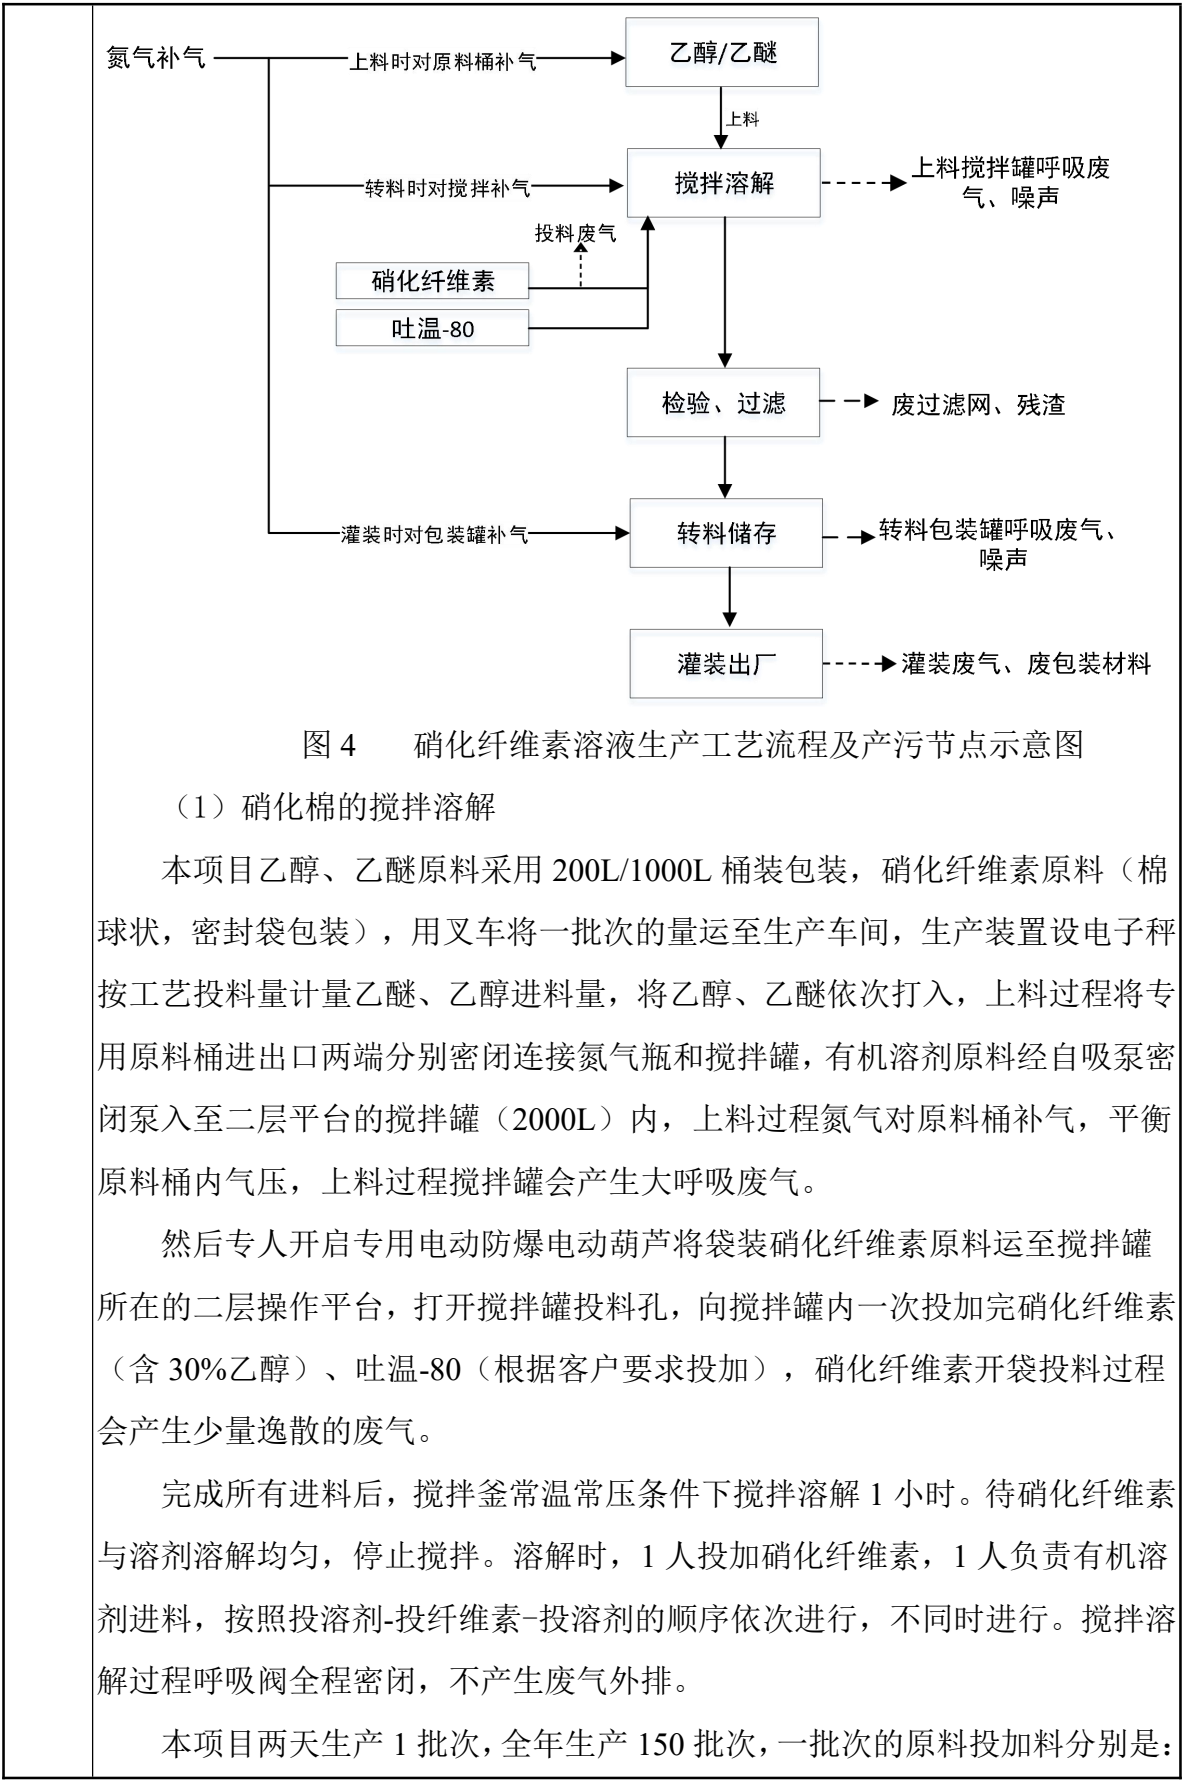 氮气补气
上料时对原料桶补气
乙醇/乙醚
上料
转料时对搅拌补气
搅拌溶解
上料搅拌罐呼吸废
气、噪声
投料废气
硝化纤维素
吐温-80
检验、过滤
废过滤网、残渣
灌装时对包装罐补气
转料储存
转料包装罐呼吸废气、
噪声
灌装出厂
灌装废气、废包装材料
图 4 硝化纤维素溶液生产工艺流程及产污节点示意图
（1）硝化棉的搅拌溶解
本项目乙醇、乙醚原料采用 200L/1000L 桶装包装，硝化纤维素原料（棉
球状，密封袋包装），用叉车将一批次的量运至生产车间，生产装置设电子秤
按工艺投料量计量乙醚、乙醇进料量，将乙醇、乙醚依次打入，上料过程将专
用原料桶进出口两端分别密闭连接氮气瓶和搅拌罐，有机溶剂原料经自吸泵密
闭泵入至二层平台的搅拌罐（2000L）内，上料过程氮气对原料桶补气，平衡
原料桶内气压，上料过程搅拌罐会产生大呼吸废气。
然后专人开启专用电动防爆电动葫芦将袋装硝化纤维素原料运至搅拌罐
所在的二层操作平台，打开搅拌罐投料孔，向搅拌罐内一次投加完硝化纤维素
（含 30%乙醇）、吐温-80（根据客户要求投加），硝化纤维素开袋投料过程
会产生少量逸散的废气。
完成所有进料后，搅拌釜常温常压条件下搅拌溶解 1 小时。待硝化纤维素
与溶剂溶解均匀，停止搅拌。溶解时，1 人投加硝化纤维素，1 人负责有机溶
剂进料，按照投溶剂-投纤维素-投溶剂的顺序依次进行，不同时进行。搅拌溶
解过程呼吸阀全程密闭，不产生废气外排。
本项目两天生产 1 批次，全年生产 150 批次，一批次的原料投加料分别是：